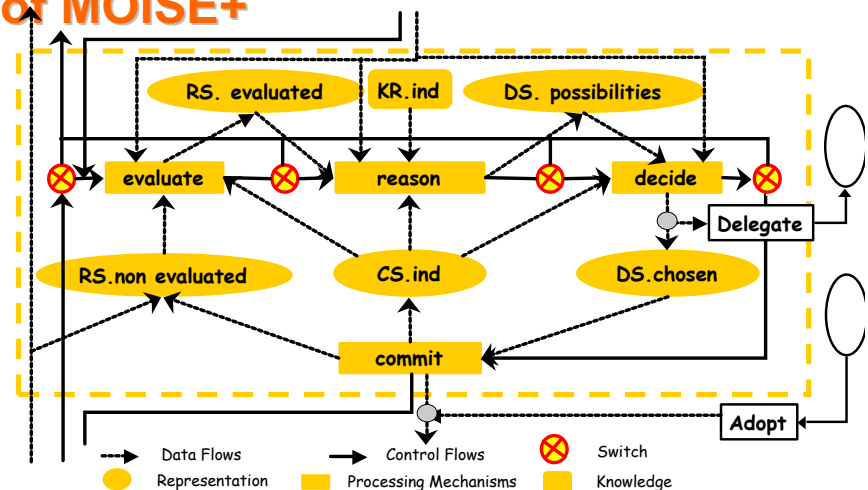 of MOISE+
RS. evaluated
KR.ind
DS. possibilities
evaluate
reason
decide
Delegate
RS.non evaluated
CS.ind
DS.chosen
commit
Adopt
Data Flows
Control Flows
Switch
Representation
Processing Mechanisms
Knowledge